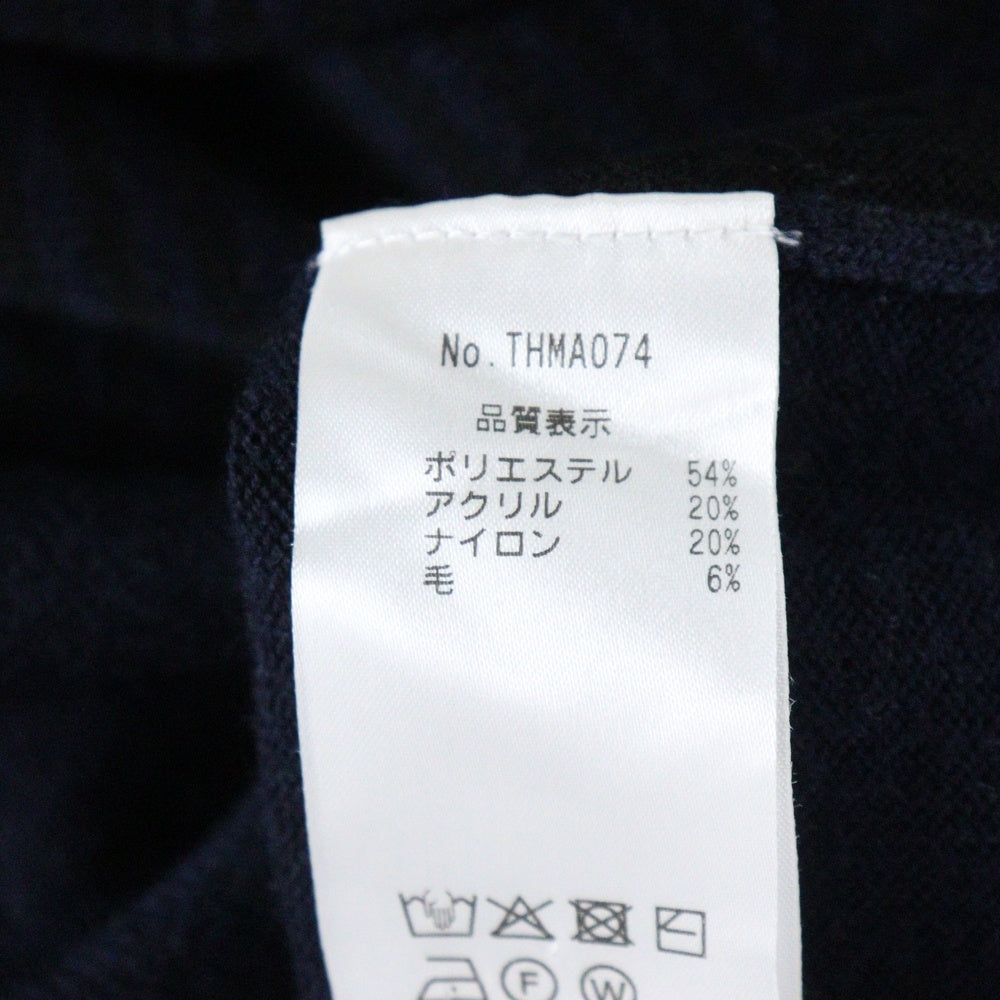 No.THMA074
品質表示
ポリエステル 54%
アクリル 20%
ナイロン 20%
毛 6%
F W